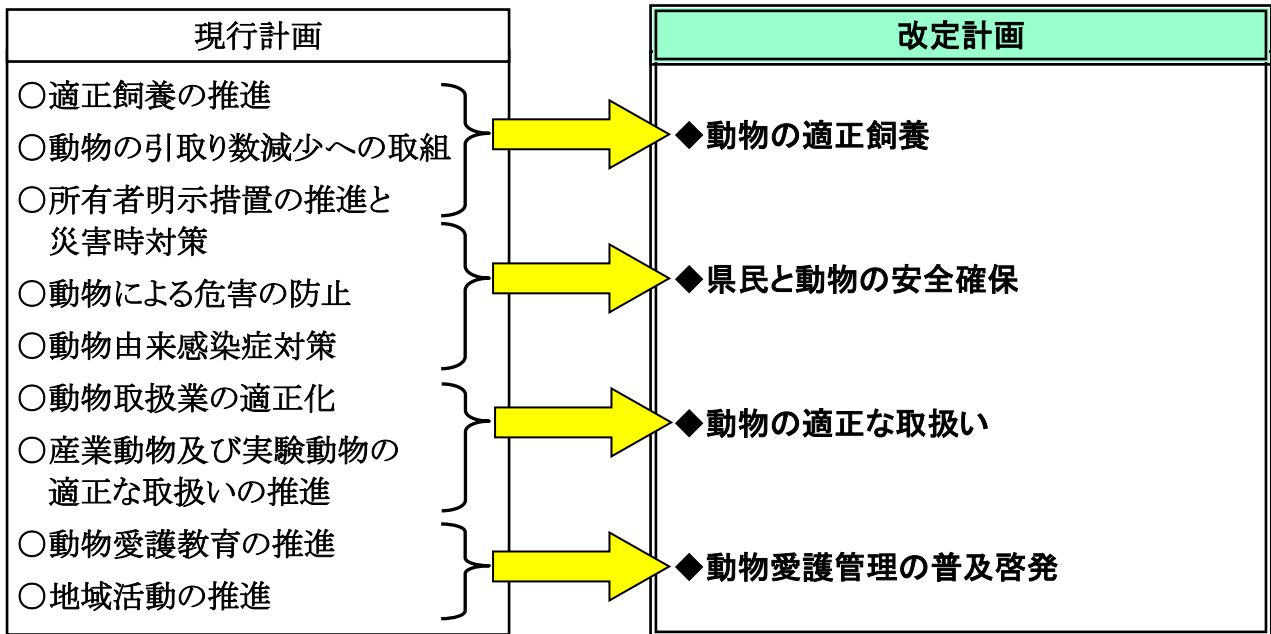 現行計画
○適正飼養の推進
○動物の引取り数減少への取組
○所有者明示措置の推進と
災害時対策
○動物による危害の防止
○動物由来感染症対策
○動物取扱業の適正化
○産業動物及び実験動物の
適正な取扱いの推進
○動物愛護教育の推進
○地域活動の推進
改定計画
◆動物の適正飼養
◆県民と動物の安全確保
◆動物の適正な取扱い
◆動物愛護管理の普及啓発